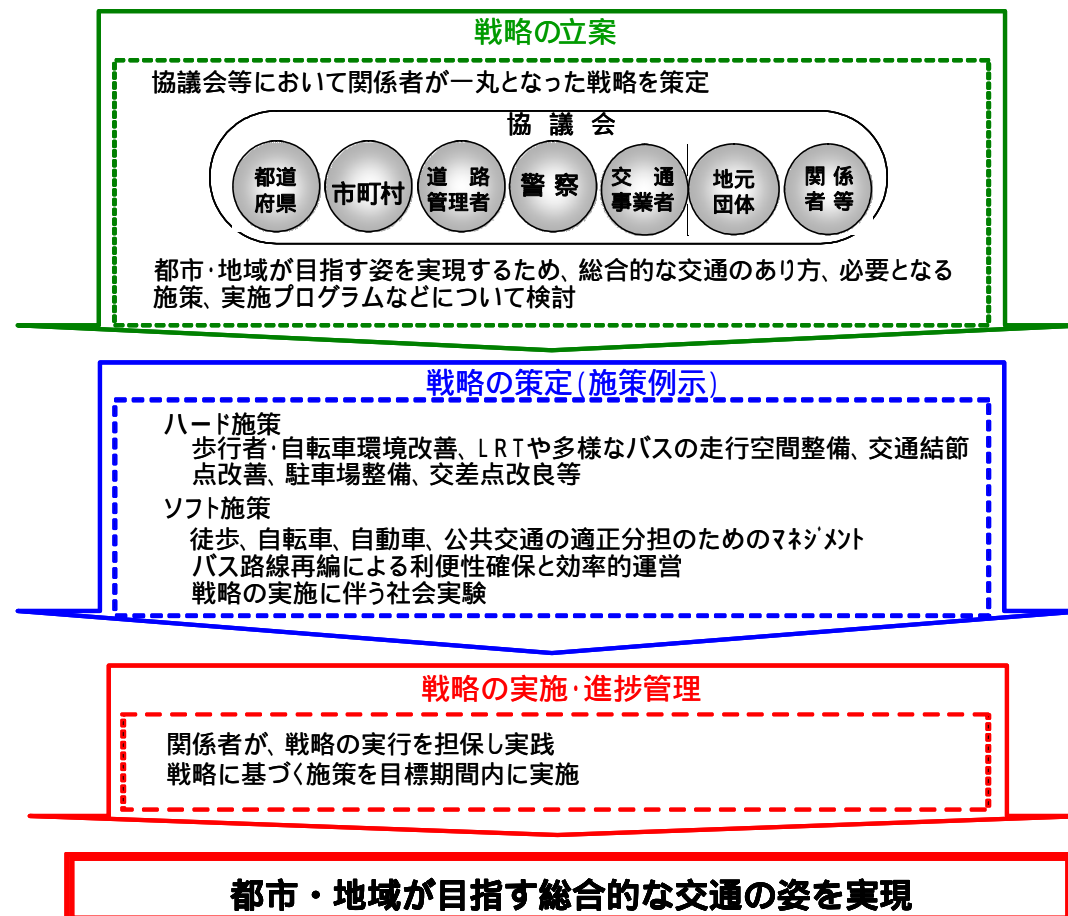 戦略の立案
協議会等において関係者が一丸となった戦略を策定
協 議 会
都道
府県
市町村
道 路
管理者
警 察
交 通
事業者
地元
団体
関 係
者 等
都市・地域が目指す姿を実現するため、総合的な交通のあり方、必要となる
施策、実施プログラムなどについて検討
戦略の策定(施策例示)
ハード施策
歩行者・自転車環境改善、LRTや多様なバスの走行空間整備、交通結節
点改善、駐車場整備、交差点改良等
ソフト施策
徒歩、自転車、自動車、公共交通の適正分担のためのマネジメント
バス路線再編による利便性確保と効率的運営
戦略の実施に伴う社会実験
戦略の実施・進捗管理
関係者が、戦略の実行を担保し実践
戦略に基づく施策を目標期間内に実施
都市・地域が目指す総合的な交通の姿を実現